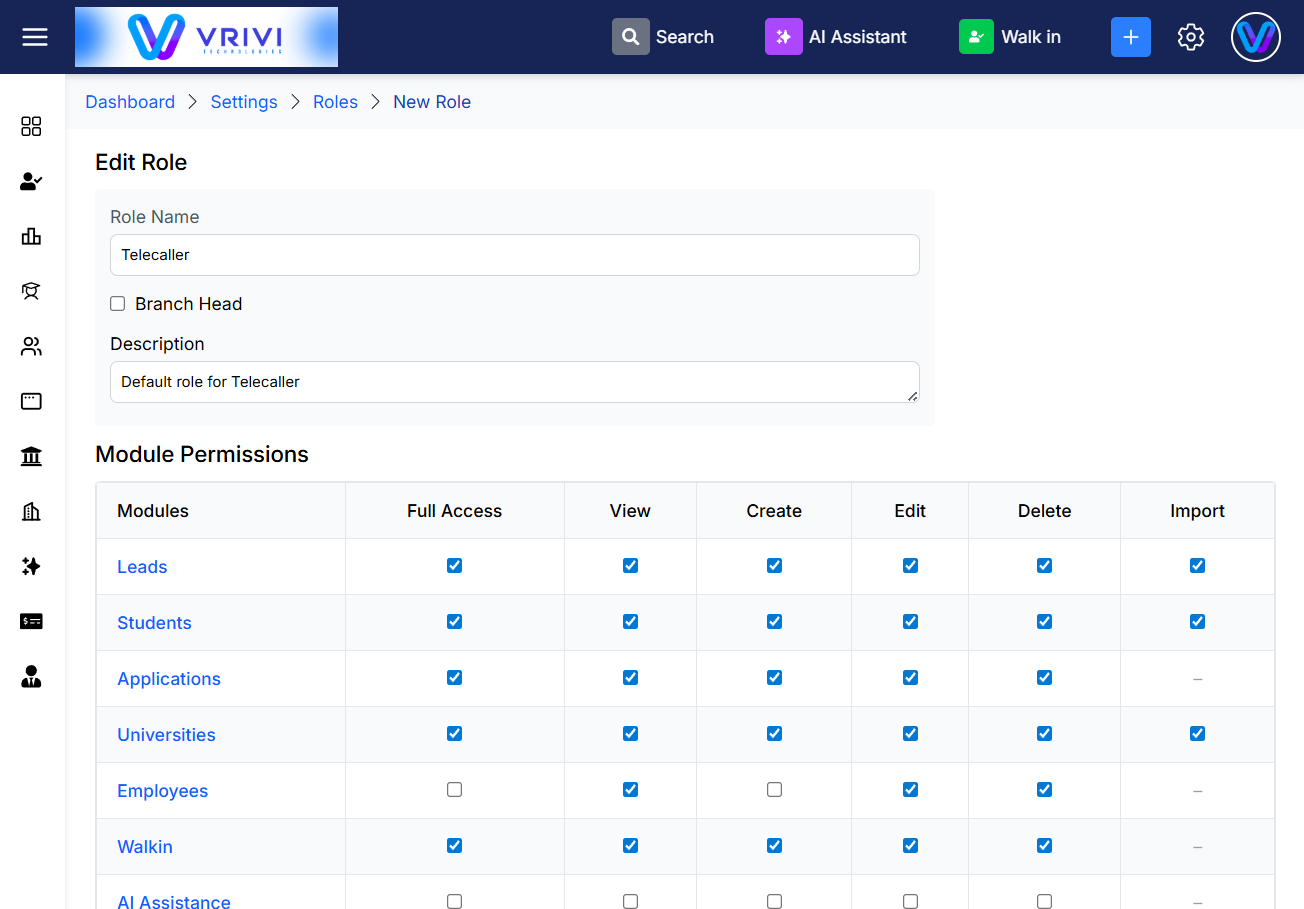 VRIVI
TECHNOLOGIES
Search
AI Assistant
Walk in
Dashboard > Settings > Roles > New Role
Edit Role
Role Name
Telecaller
Branch Head
Description
Default role for Telecaller
Module Permissions
Modules Full Access View Create Edit Delete Import
Leads
Students
Applications –
Universities
Employees –
Walkin –
AI Assistance –